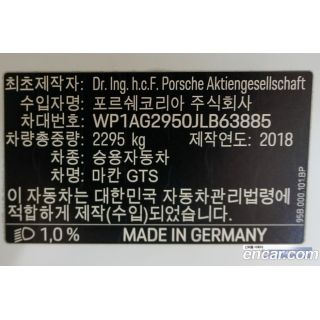 최초제작자: Dr. Ing. h.c.F. Porsche Aktiengesellschaft
수입자명: 포르쉐코리아 주식회사
차대번호: WP1AG2950JLB63885
차량총중량: 2295 kg 제작연도: 2018
차종: 승용자동차
차명: 마칸 GTS
이 자동차는 대한민국 자동차관리법령에
적합하게 제작(수입)되었습니다.
1,0% MADE IN GERMANY
95B.000.101.BP
encar.com